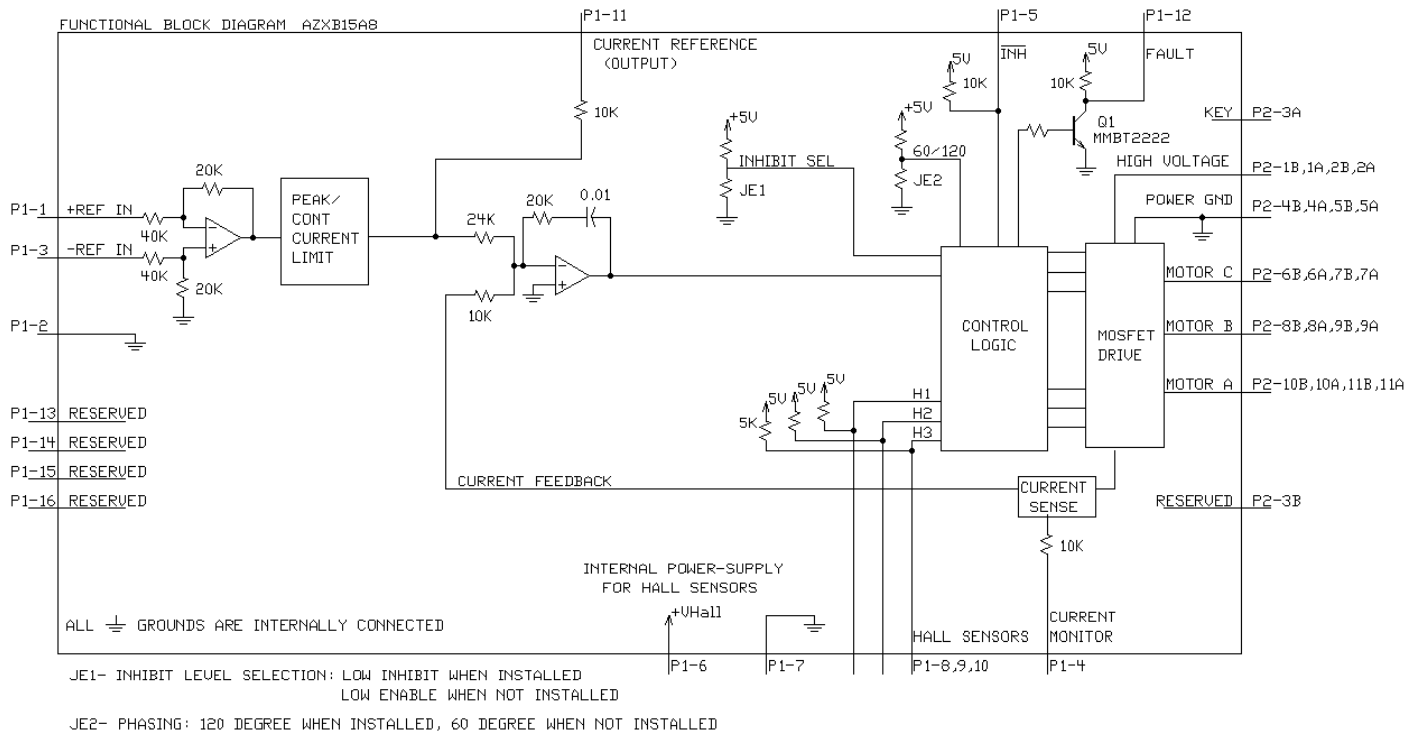 FUNCTIONAL BLOCK DIAGRAM AZXB15A8
P1-11
P1-5
P1-12
CURRENT REFERENCE
(OUTPUT)
10K
INH
5V
10K
5V
10K
FAULT
Q1
MMBT2222
KEY
P2-3A
+5V
INHIBIT SEL
JE1
+5V
60/120
JE2
HIGH VOLTAGE
P2-1B,1A,2B,2A
POWER GND
P2-4B,4A,5B,5A
P1-1
+REF IN
40K
20K
P1-3
-REF IN
40K
20K
PEAK/
CONT
CURRENT
LIMIT
24K
20K
0.01
10K
P1-2
CONTROL
LOGIC
MOSFET
DRIVE
MOTOR C
P2-6B,6A,7B,7A
MOTOR B
P2-8B,8A,9B,9A
MOTOR A
P2-10B,10A,11B,11A
5V
5V
5V
5K
H1
H2
H3
P1-13 RESERVED
P1-14 RESERVED
P1-15 RESERVED
P1-16 RESERVED
CURRENT FEEDBACK
CURRENT
SENSE
10K
RESERVED
P2-3B
INTERNAL POWER-SUPPLY
FOR HALL SENSORS
+VHall
ALL GROUNDS ARE INTERNALLY CONNECTED
HALL SENSORS
CURRENT
MONITOR
P1-6
P1-7
P1-8,9,10
P1-4
JE1- INHIBIT LEVEL SELECTION: LOW INHIBIT WHEN INSTALLED
LOW ENABLE WHEN NOT INSTALLED
JE2- PHASING: 120 DEGREE WHEN INSTALLED, 60 DEGREE WHEN NOT INSTALLED